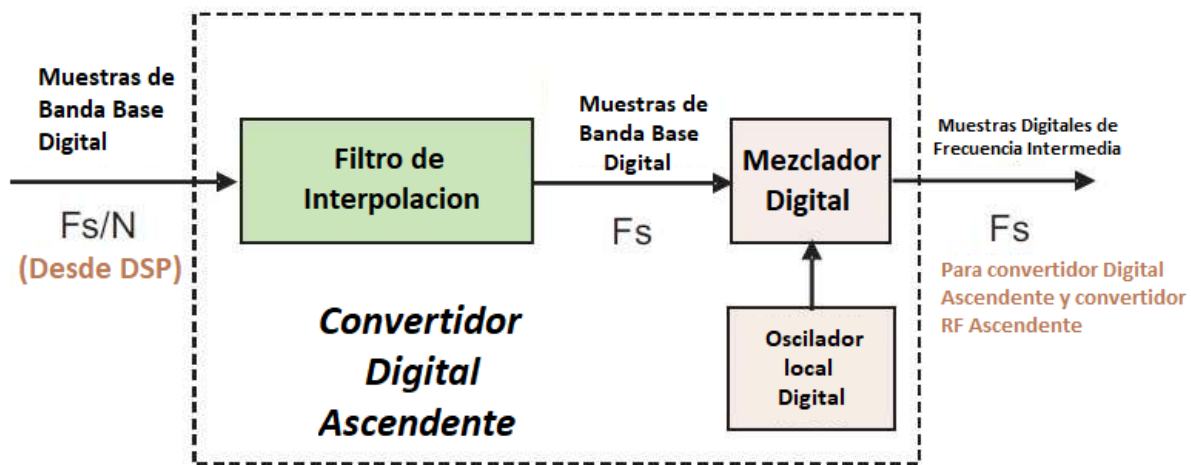 Muestras de
Banda Base
Digital
Fs/N
(Desde DSP)
Filtro de
Interpolacion
Muestras de
Banda Base
Digital
Fs
Mezclador
Digital
Muestras Digitales de
Frecuencia Intermedia
Fs
Para convertidor Digital
Ascendente y convertidor
RF Ascendente
Oscilador
local
Digital
Convertidor
Digital
Ascendente